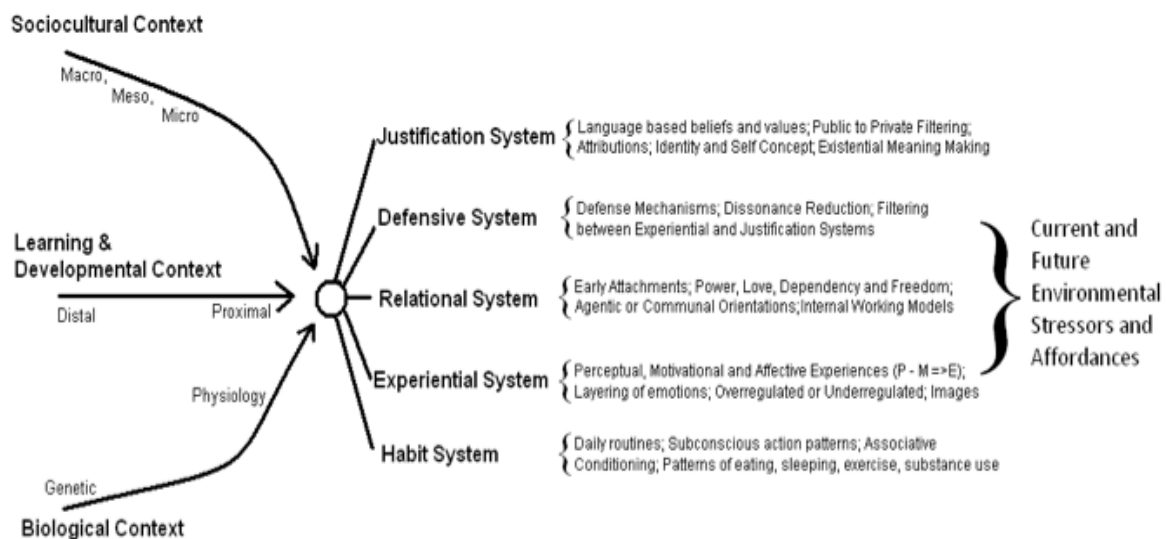 Sociocultural Context
Macro,
Meso,
Micro
Learning &
Developmental Context
Distal
Proximal
Physiology
Genetic
Biological Context
Justification System
Language based beliefs and values; Public to Private Filtering;
Attributions; Identity and Self Concept; Existential Meaning Making
Defensive System
Defense Mechanisms; Dissonance Reduction; Filtering
between Experiential and Justification Systems
Relational System
Early Attachments; Power, Love, Dependency and Freedom;
Agentic or Communal Orientations;Internal Working Models
Experiential System
Perceptual, Motivational and Affective Experiences (P - M =>E);
Layering of emotions; Overregulated or Underregulated; Images
Habit System
Daily routines; Subconscious action patterns; Associative
Conditioning; Patterns of eating, sleeping, exercise, substance use
Current and
Future
Environmental
Stressors and
Affordances